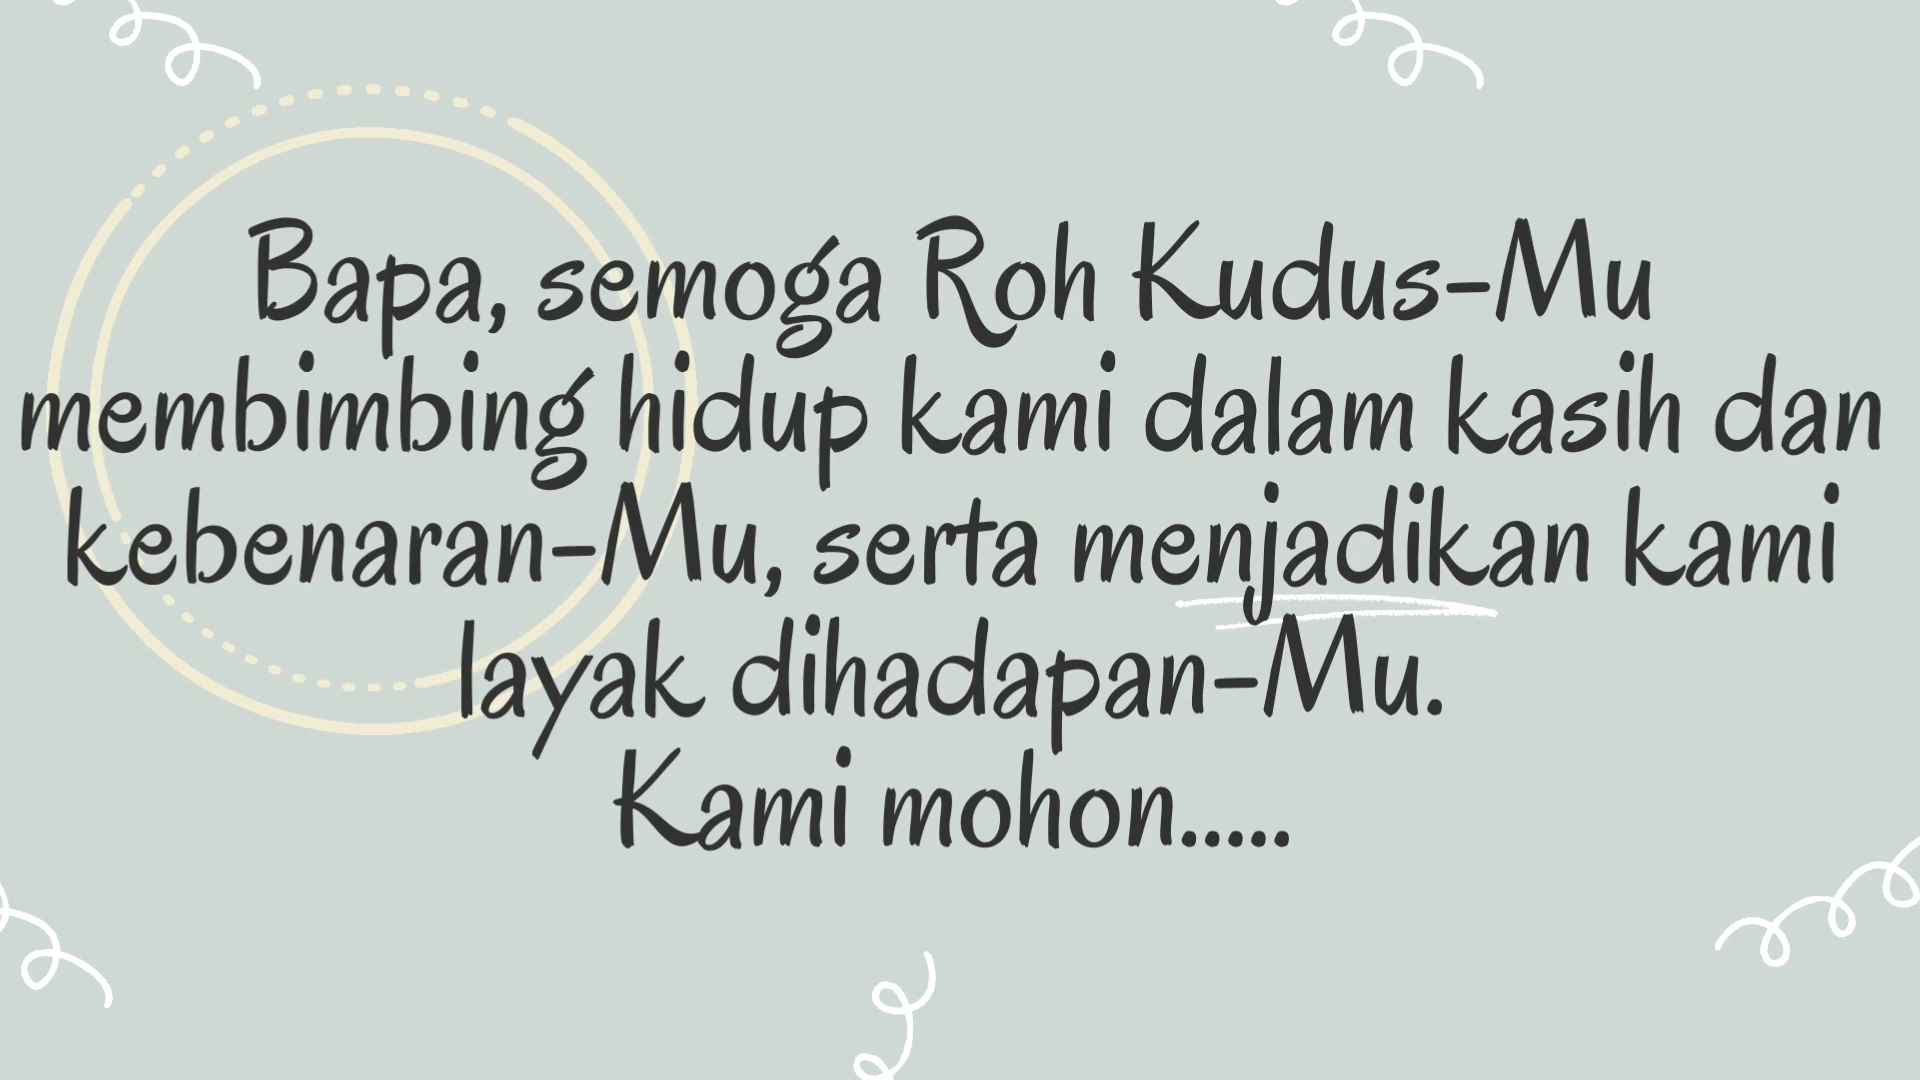 Bapa, semoga Roh Kudus-Mu
membimbing hidup kami dalam kasih dan
kebenaran-Mu, serta menjadikan kami
layak dihadapan-Mu.
Kami mohon.....